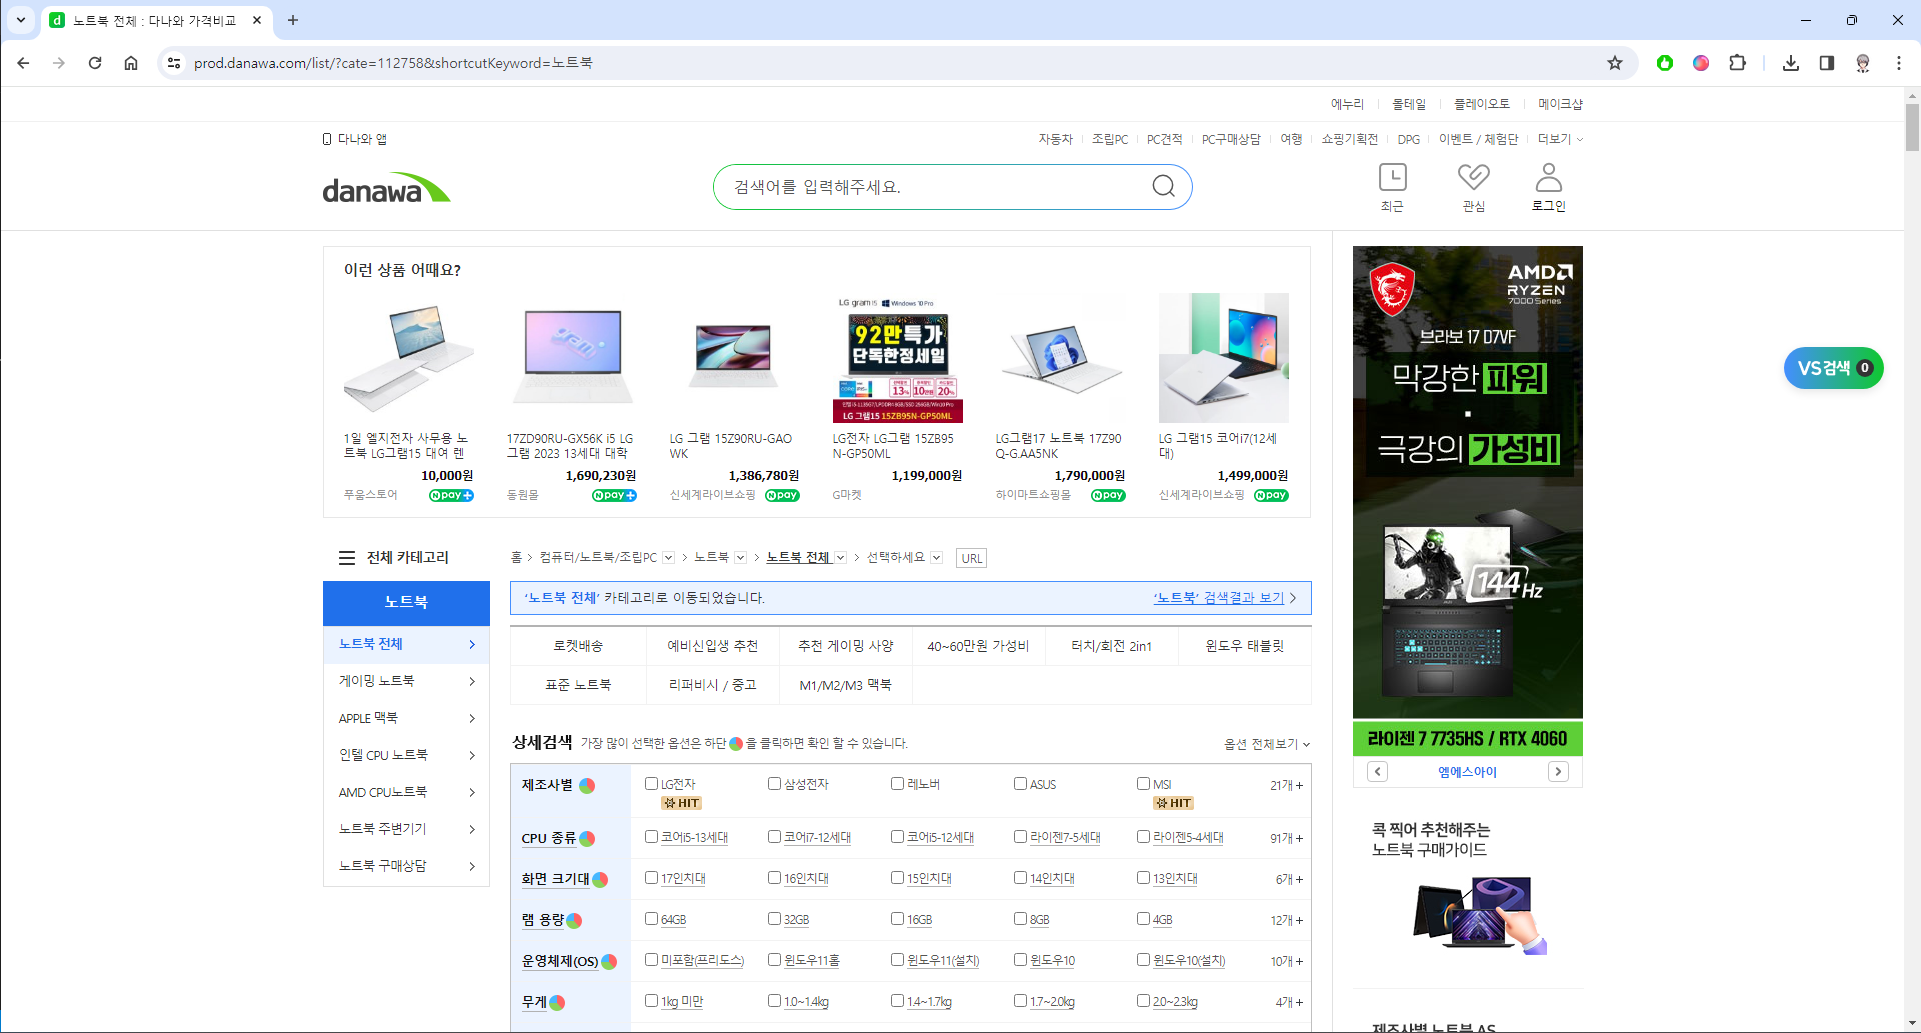 노트북 전체 : 다나와 가격비교
prod.danawa.com/list/?cate=112758&shortcutKeyword=노트북
에누리 몰테일 플레이오토 메이크샵
다나와 앱
자동차 조립PC PC견적 PC구매상담 여행 쇼핑기획전 DPG 이벤트 / 체험단 더보기
danawa
검색어를 입력해주세요.
최근 관심 로그인
이런 상품 어때요?
LG gram 15 Windows 10 Pro
92만특가
단독한정세일
13% 10만원 20%
LG 그램15 15ZB95N-GP50ML
1일 엘지전자 사무용 노트북 LG그램15 대여 렌
10,000원
푸응스토어 N pay+
17ZD90RU-GX56K i5 LG 그램 2023 13세대 대학
1,690,230원
동원몰 N pay+
LG 그램 15Z90RU-GAOWK
1,386,780원
신세계라이브쇼핑 N pay
LG전자 LG그램 15ZB95N-GP50ML
1,199,000원
G마켓
LG그램17 노트북 17Z90Q-G.AA5NK
1,790,000원
하이마트쇼핑몰 N pay
LG 그램15 코어i7(12세대)
1,499,000원
신세계라이브쇼핑 N pay
AMD
RYZEN
7000 Series
브라보 17 D7VF
막강한 파워
극강의 가성비
144Hz
라이젠 7 7735HS / RTX 4060
엠에스아이
VS검색 0
전체 카테고리
홈 컴퓨터/노트북/조립PC 노트북 노트북 전체 선택하세요 URL
노트북
노트북 전체
게이밍 노트북
APPLE 맥북
인텔 CPU 노트북
AMD CPU노트북
노트북 주변기기
노트북 구매상담
‘노트북 전체’ 카테고리로 이동되었습니다. ‘노트북’ 검색결과 보기
로켓배송 예비신입생 추천 추천 게이밍 사양 40~60만원 가성비 터치/회전 2in1 윈도우 태블릿
표준 노트북 리퍼비시 / 중고 M1/M2/M3 맥북
상세검색 가장 많이 선택한 옵션은 하단 을 클릭하면 확인 할 수 있습니다. 옵션 전체보기
제조사별 LG전자 HIT 삼성전자 레노버 ASUS MSI HIT 21개 +
CPU 종류 코어i5-13세대 코어i7-12세대 코어i5-12세대 라이젠7-5세대 라이젠5-4세대 91개 +
화면 크기대 17인치대 16인치대 15인치대 14인치대 13인치대 6개 +
램 용량 64GB 32GB 16GB 8GB 4GB 12개 +
운영체제(OS) 미포함(프리도스) 윈도우11홈 윈도우11(설치) 윈도우10 윈도우10(설치) 10개 +
무게 1kg 미만 1.0~1.4kg 1.4~1.7kg 1.7~2.0kg 2.0~2.3kg 4개 +
콕 찍어 추천해주는
노트북 구매가이드
제조사별 노트북 AS